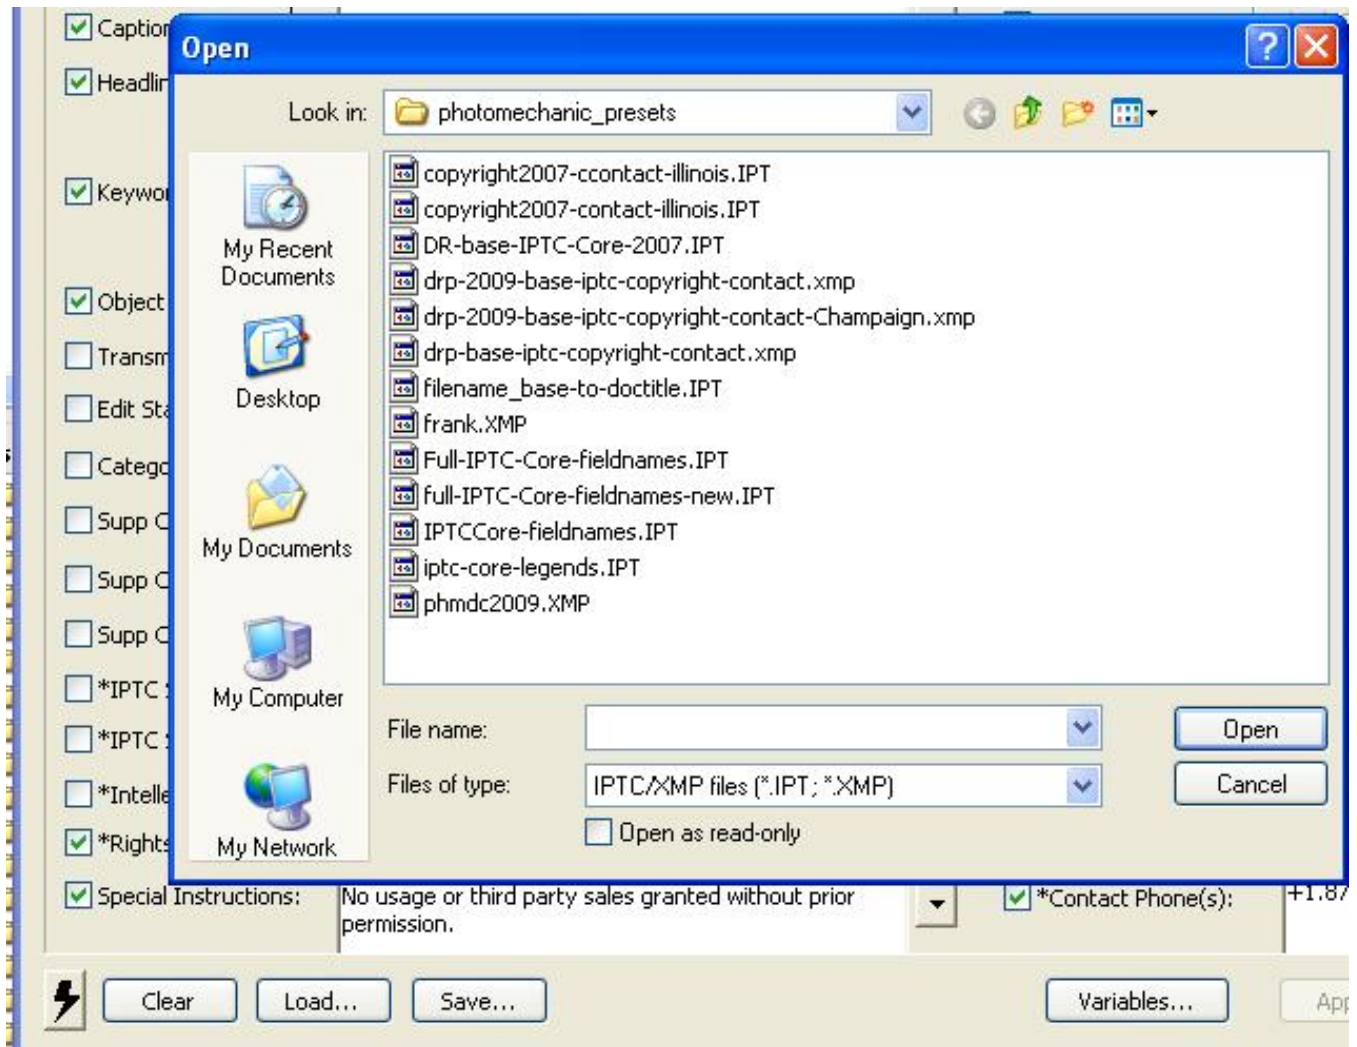 Caption
Open
Headlin
Look in:
photomechanic_presets
Keywor
copyright2007-ccontact-illinois.IPT
copyright2007-contact-illinois.IPT
DR-base-IPTC-Core-2007.IPT
drp-2009-base-iptc-copyright-contact.xmp
drp-2009-base-iptc-copyright-contact-Champaign.xmp
drp-base-iptc-copyright-contact.xmp
filename_base-to-doctitle.IPT
frank.XMP
Full-IPTC-Core-fieldnames.IPT
full-IPTC-Core-fieldnames-new.IPT
IPTCCore-fieldnames.IPT
iptc-core-legends.IPT
phmdc2009.XMP
My Recent
Documents
Desktop
My Documents
My Computer
My Network
Object
Transm
Edit Sta
Catego
Supp C
Supp C
Supp C
*IPTC
*IPTC
*Intelle
*Rights
File name:
Open
Files of type:
IPTC/XMP files (*.IPT; *.XMP)
Cancel
Open as read-only
Special Instructions:
No usage or third party sales granted without prior
permission.
*Contact Phone(s):
+1.87
Clear
Load...
Save...
Variables...
App